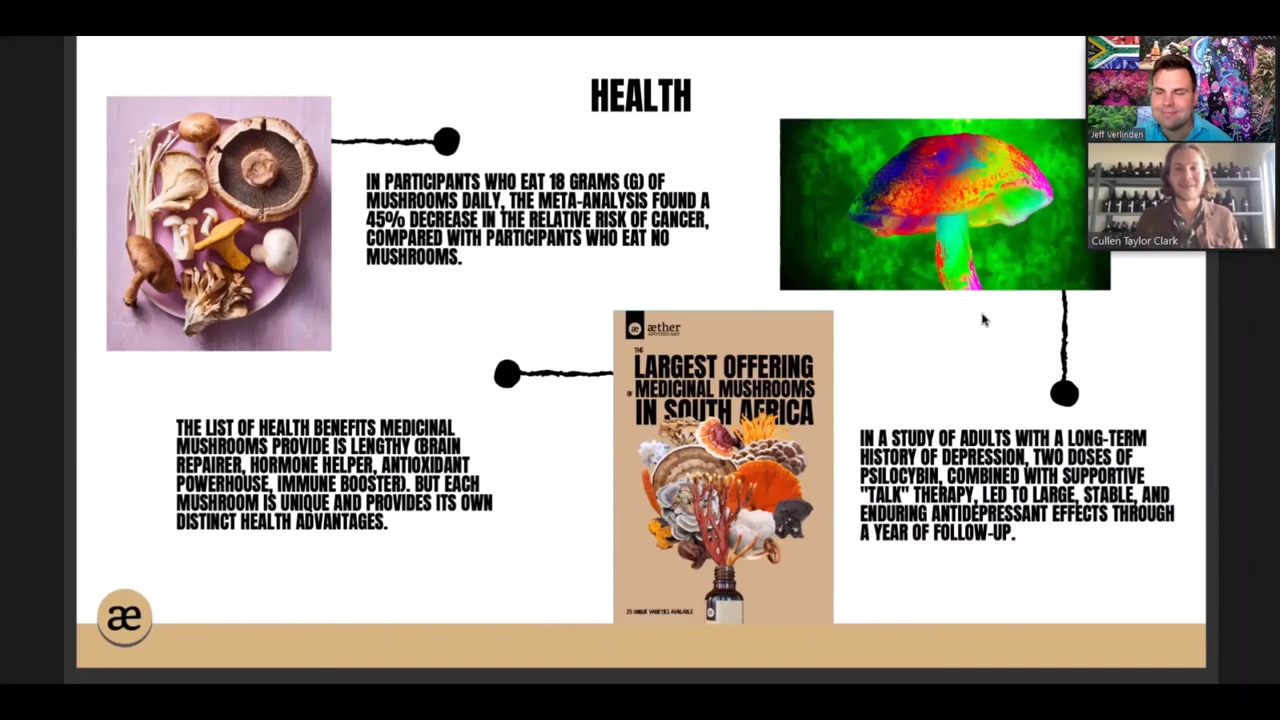 HEALTH
IN PARTICIPANTS WHO EAT 18 GRAMS (G) OF
MUSHROOMS DAILY, THE META-ANALYSIS FOUND A
45% DECREASE IN THE RELATIVE RISK OF CANCER,
COMPARED WITH PARTICIPANTS WHO EAT NO
MUSHROOMS.
Jeff Verlinden
Cullen Taylor Clark
æ æther
APOTHECARY
THE
LARGEST OFFERING
OF MEDICINAL MUSHROOMS
IN SOUTH AFRICA
25 UNIQUE VARIETIES AVAILABLE
THE LIST OF HEALTH BENEFITS MEDICINAL
MUSHROOMS PROVIDE IS LENGTHY (BRAIN
REPAIRER, HORMONE HELPER, ANTIOXIDANT
POWERHOUSE, IMMUNE BOOSTER). BUT EACH
MUSHROOM IS UNIQUE AND PROVIDES ITS OWN
DISTINCT HEALTH ADVANTAGES.
IN A STUDY OF ADULTS WITH A LONG-TERM
HISTORY OF DEPRESSION, TWO DOSES OF
PSILOCYBIN, COMBINED WITH SUPPORTIVE
"TALK" THERAPY, LED TO LARGE, STABLE, AND
ENDURING ANTIDEPRESSANT EFFECTS THROUGH
A YEAR OF FOLLOW-UP.
æ